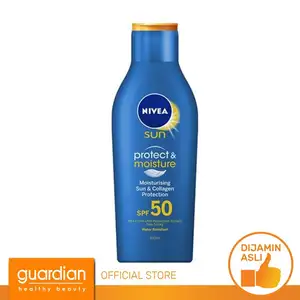 NIVEA
sun
protect &
moisture
Moisturising
Sun & Collagen
Protection
SPF 50
DIJAMIN
ASLI
guardian
healthy beauty
OFFICIAL STORE